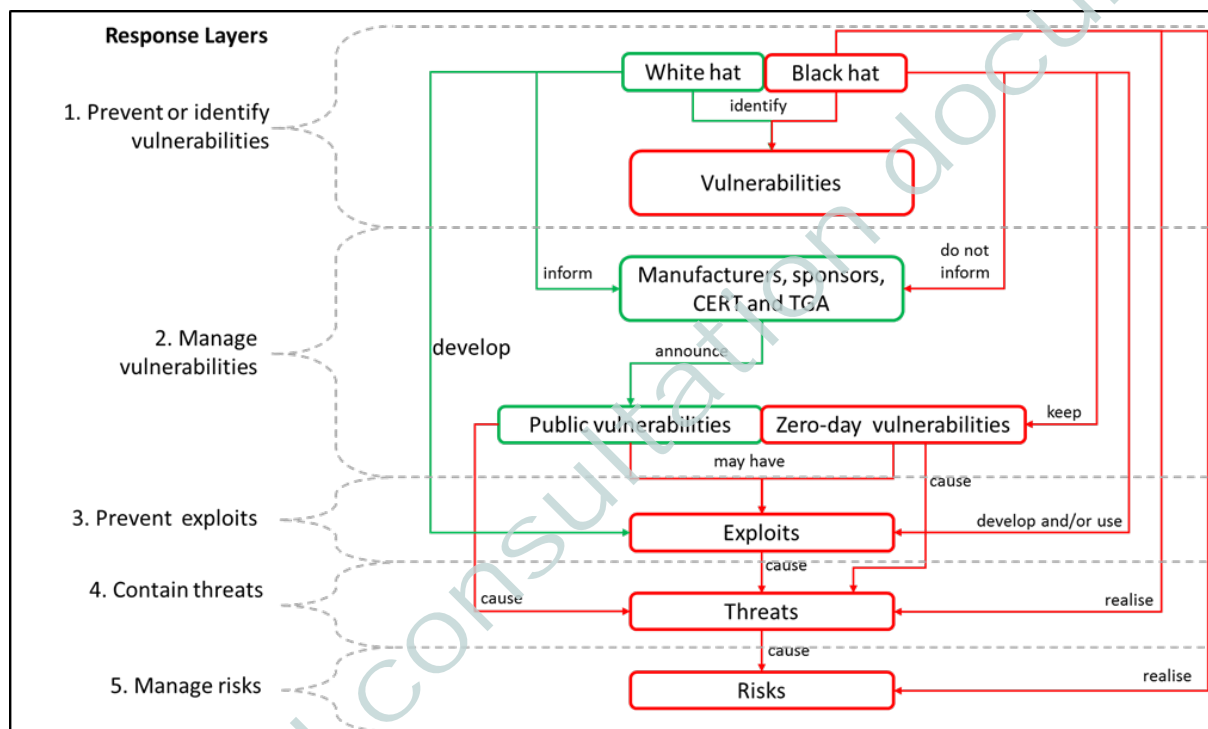 Response Layers
White hat
Black hat
identify
1. Prevent or identify
vulnerabilities
Vulnerabilities
inform
Manufacturers, sponsors,
CERT and TGA
do not
inform
2. Manage
vulnerabilities
develop
announce
Public vulnerabilities
Zero-day vulnerabilities
keep
may have
cause
3. Prevent exploits
Exploits
develop and/or use
cause
4. Contain threats
cause
Threats
realise
cause
5. Manage risks
Risks
realise
consultation docu